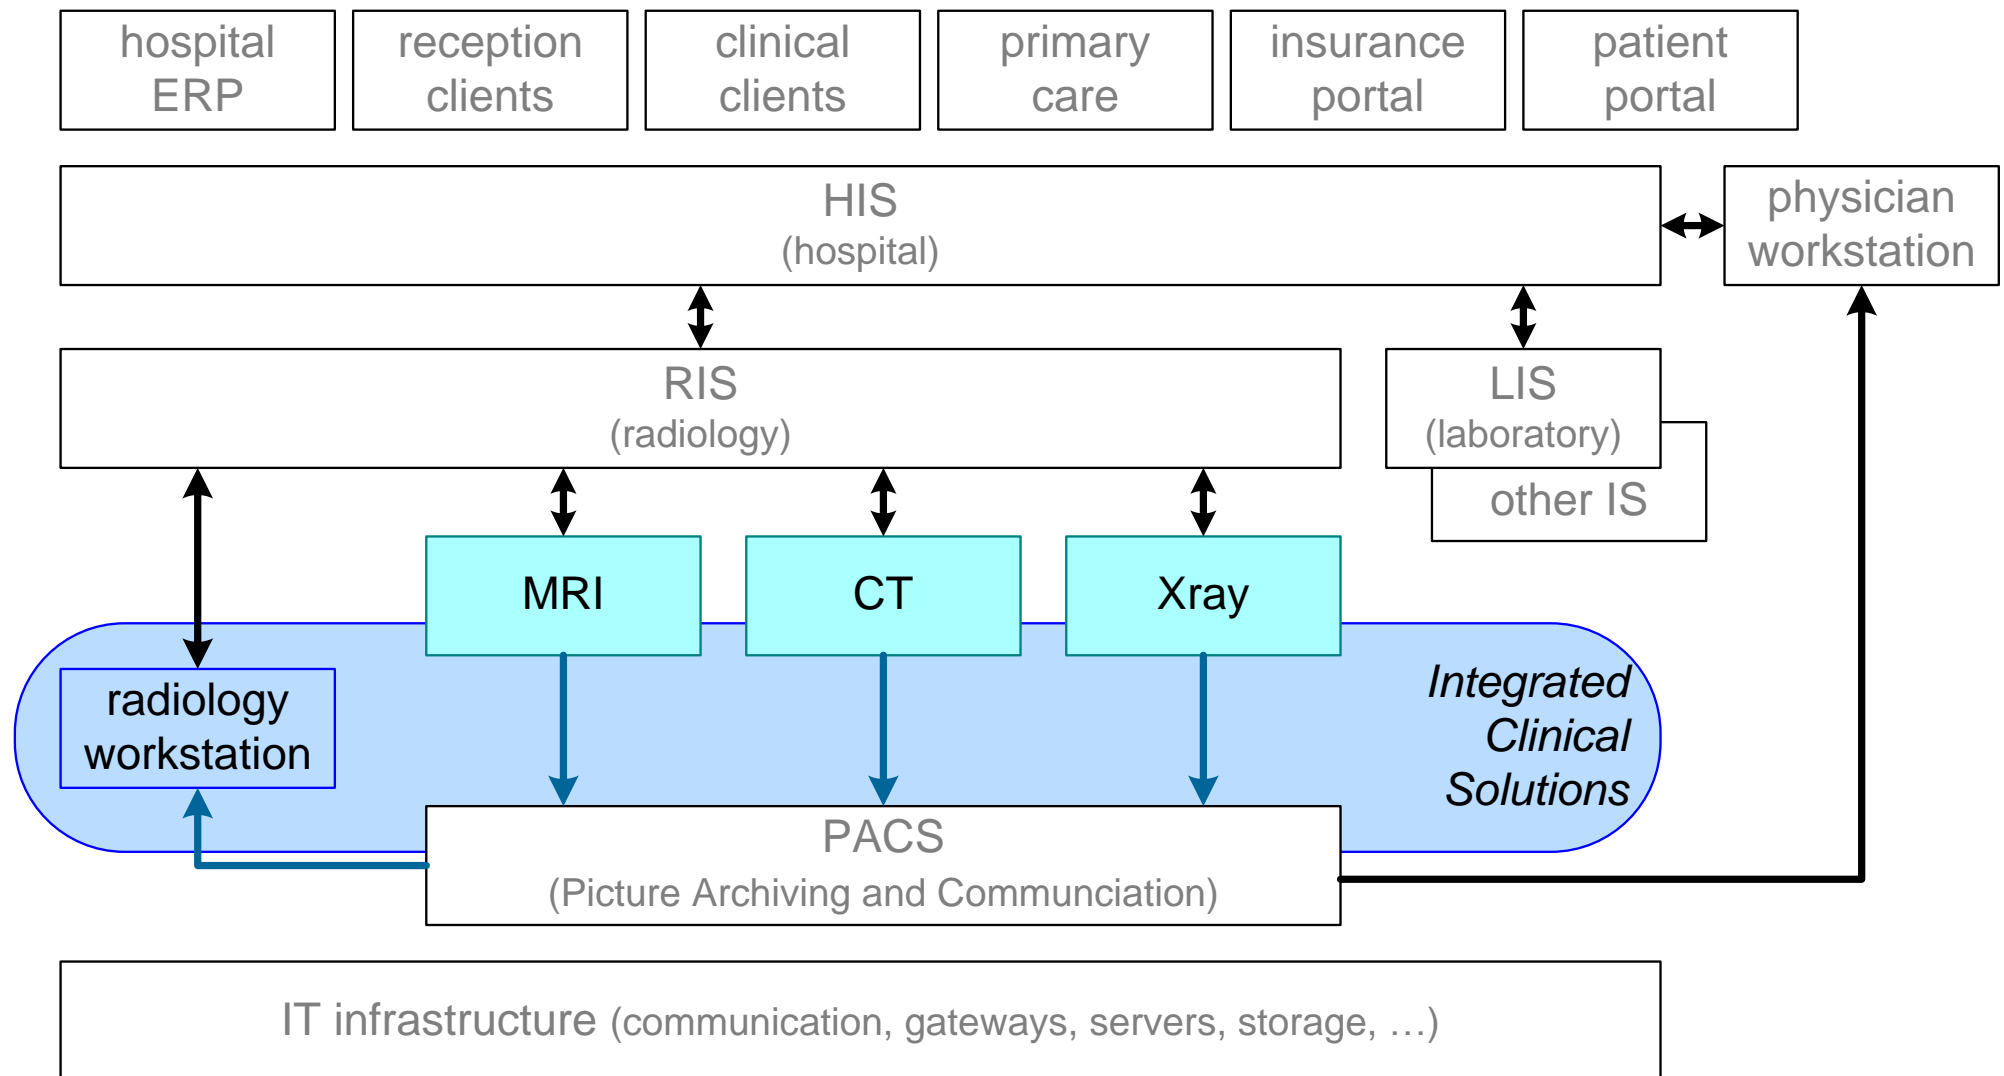 hospital
ERP
reception
clients
clinical
clients
primary
care
insurance
portal
patient
portal
HIS
(hospital)
physician
workstation
RIS
(radiology)
LIS
(laboratory)
other IS
MRI
CT
Xray
radiology
workstation
Integrated
Clinical
Solutions
PACS
(Picture Archiving and Communciation)
IT infrastructure (communication, gateways, servers, storage, …)